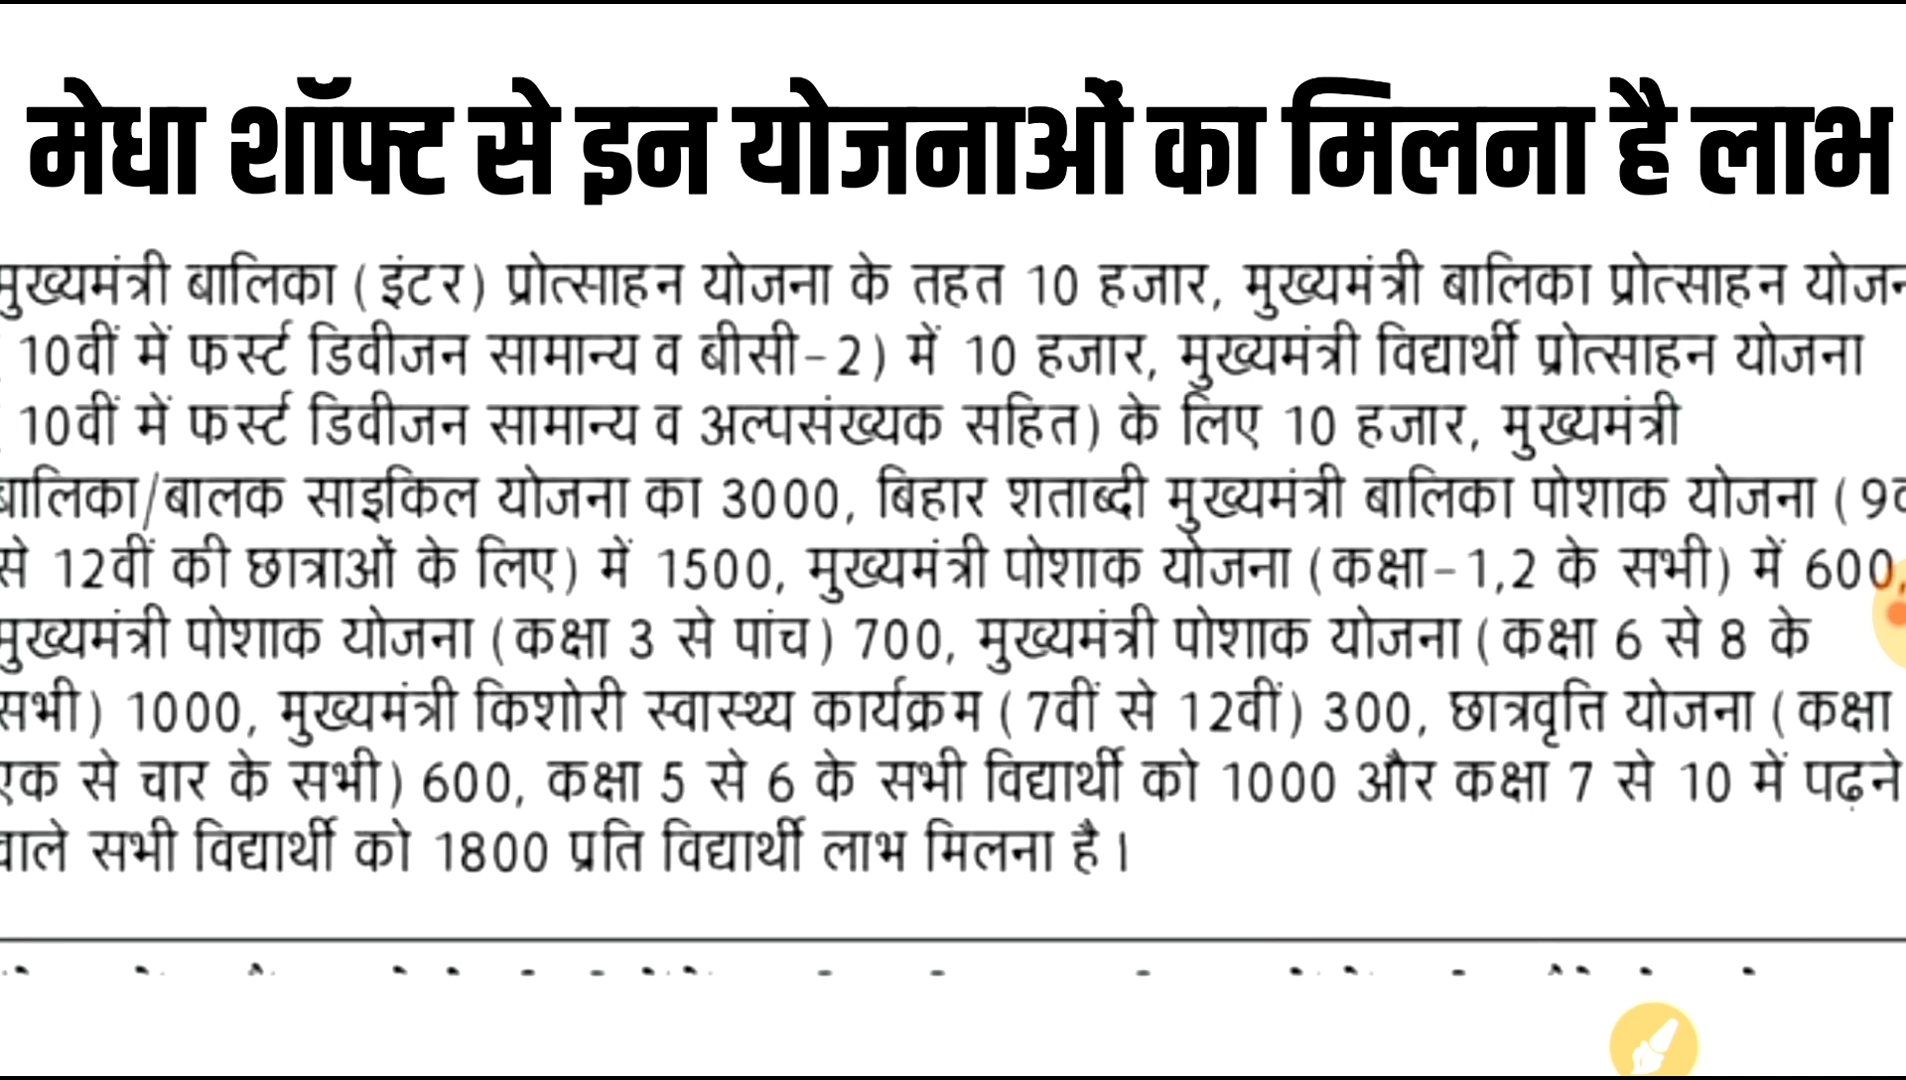 मेधा शॉफ्ट से इन योजनाओं का मिलना है लाभ
मुख्यमंत्री बालिका (इंटर) प्रोत्साहन योजना के तहत 10 हजार, मुख्यमंत्री बालिका प्रोत्साहन
10वीं में फर्स्ट डिवीजन सामान्य व बीसी-2) में 10 हजार, मुख्यमंत्री विद्यार्थी प्रोत्साहन योजना
10वीं में फर्स्ट डिवीजन सामान्य व अल्पसंख्यक सहित) के लिए 10 हजार, मुख्यमंत्री
बालिका/बालक साइकिल योजना का 3000, बिहार शताब्दी मुख्यमंत्री बालिका पोशाक योजना (
से 12वीं की छात्राओं के लिए) में 1500, मुख्यमंत्री पोशाक योजना (कक्षा-1,2 के सभी) में 600,
मुख्यमंत्री पोशाक योजना (कक्षा 3 से पांच) 700, मुख्यमंत्री पोशाक योजना (कक्षा 6 से 8 के
सभी) 1000, मुख्यमंत्री किशोरी स्वास्थ्य कार्यक्रम (7वीं से 12वीं) 300, छात्रवृत्ति योजना (कक्षा
एक से चार के सभी) 600, कक्षा 5 से 6 के सभी विद्यार्थी को 1000 और कक्षा 7 से 10 में पढ़ने
वाले सभी विद्यार्थी को 1800 प्रति विद्यार्थी लाभ मिलना है।